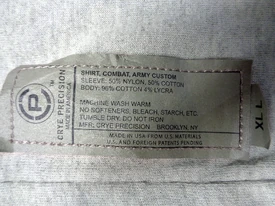 CRYE PRECISION
SHIRT, COMBAT, ARMY CUSTOM
SLEEVE: 50% NYLON, 50% COTTON
BODY: 96% COTTON 4% LYCRA
MACHINE WASH WARM
NO SOFTENERS, BLEACH, STARCH, ETC.
TUMBLE DRY: DO NOT IRON
MFR: CRYE PRECISION BROOKLYN, NY
MADE IN USA FROM U.S. MATERIALS
U.S. AND FOREIGN PATENTS PENDING
XL L